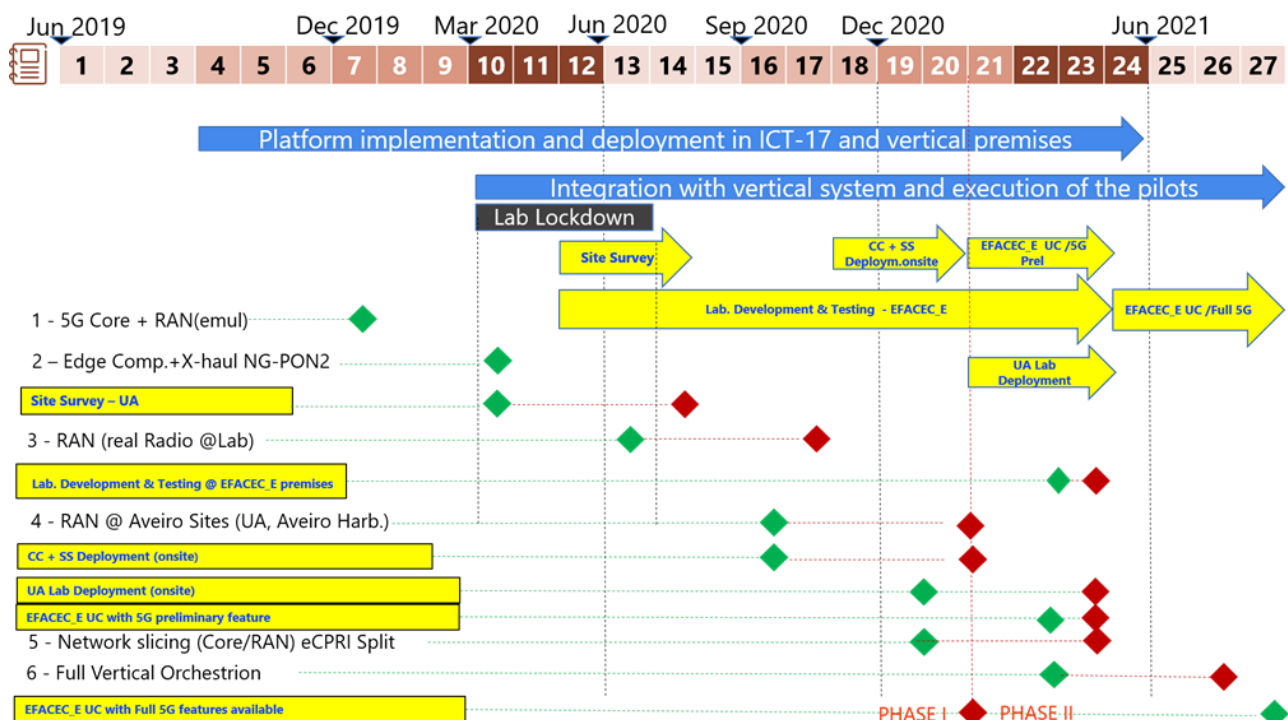 Jun 2019 Dec 2019 Mar 2020 Jun 2020 Sep 2020 Dec 2020 Jun 2021
1 2 3 4 5 6 7 8 9 10 11 12 13 14 15 16 17 18 19 20 21 22 23 24 25 26 27
Platform implementation and deployment in ICT-17 and vertical premises
Integration with vertical system and execution of the pilots
Lab Lockdown
Site Survey
CC + SS
Deploym.onsite
EFACEC_E UC /5G
Prel
Lab. Development & Testing - EFACEC_E
EFACEC_E UC /Full 5G
1 - 5G Core + RAN(emul)
2 – Edge Comp.+X-haul NG-PON2
UA Lab
Deployment
Site Survey – UA
3 - RAN (real Radio @Lab)
Lab. Development & Testing @ EFACEC_E premises
4 - RAN @ Aveiro Sites (UA, Aveiro Harb.)
CC + SS Deployment (onsite)
UA Lab Deployment (onsite)
EFACEC_E UC with 5G preliminary feature
5 - Network slicing (Core/RAN) eCPRI Split
6 - Full Vertical Orchestrion
EFACEC_E UC with Full 5G features available
PHASE I PHASE II